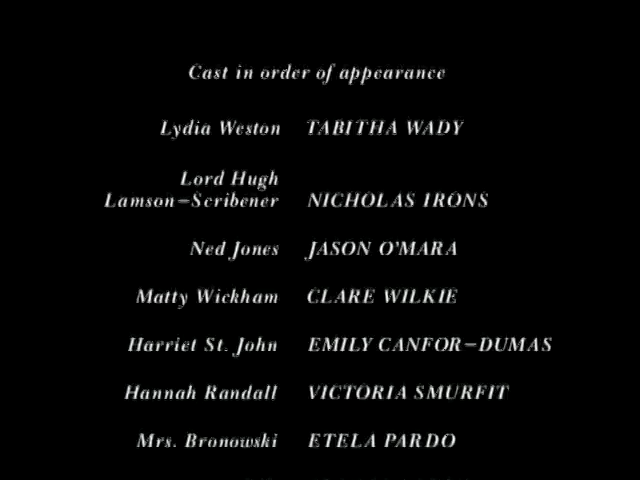 Cast in order of appearance
Lydia Weston TABITHA WADY
Lord Hugh
Lamson-Scribener NICHOLAS IRONS
Ned Jones JASON O'MARA
Matty Wickham CLARE WILKIE
Harriet St. John EMILY CANFOR-DUMAS
Hannah Randall VICTORIA SMURFIT
Mrs. Bronowski ETELA PARDO